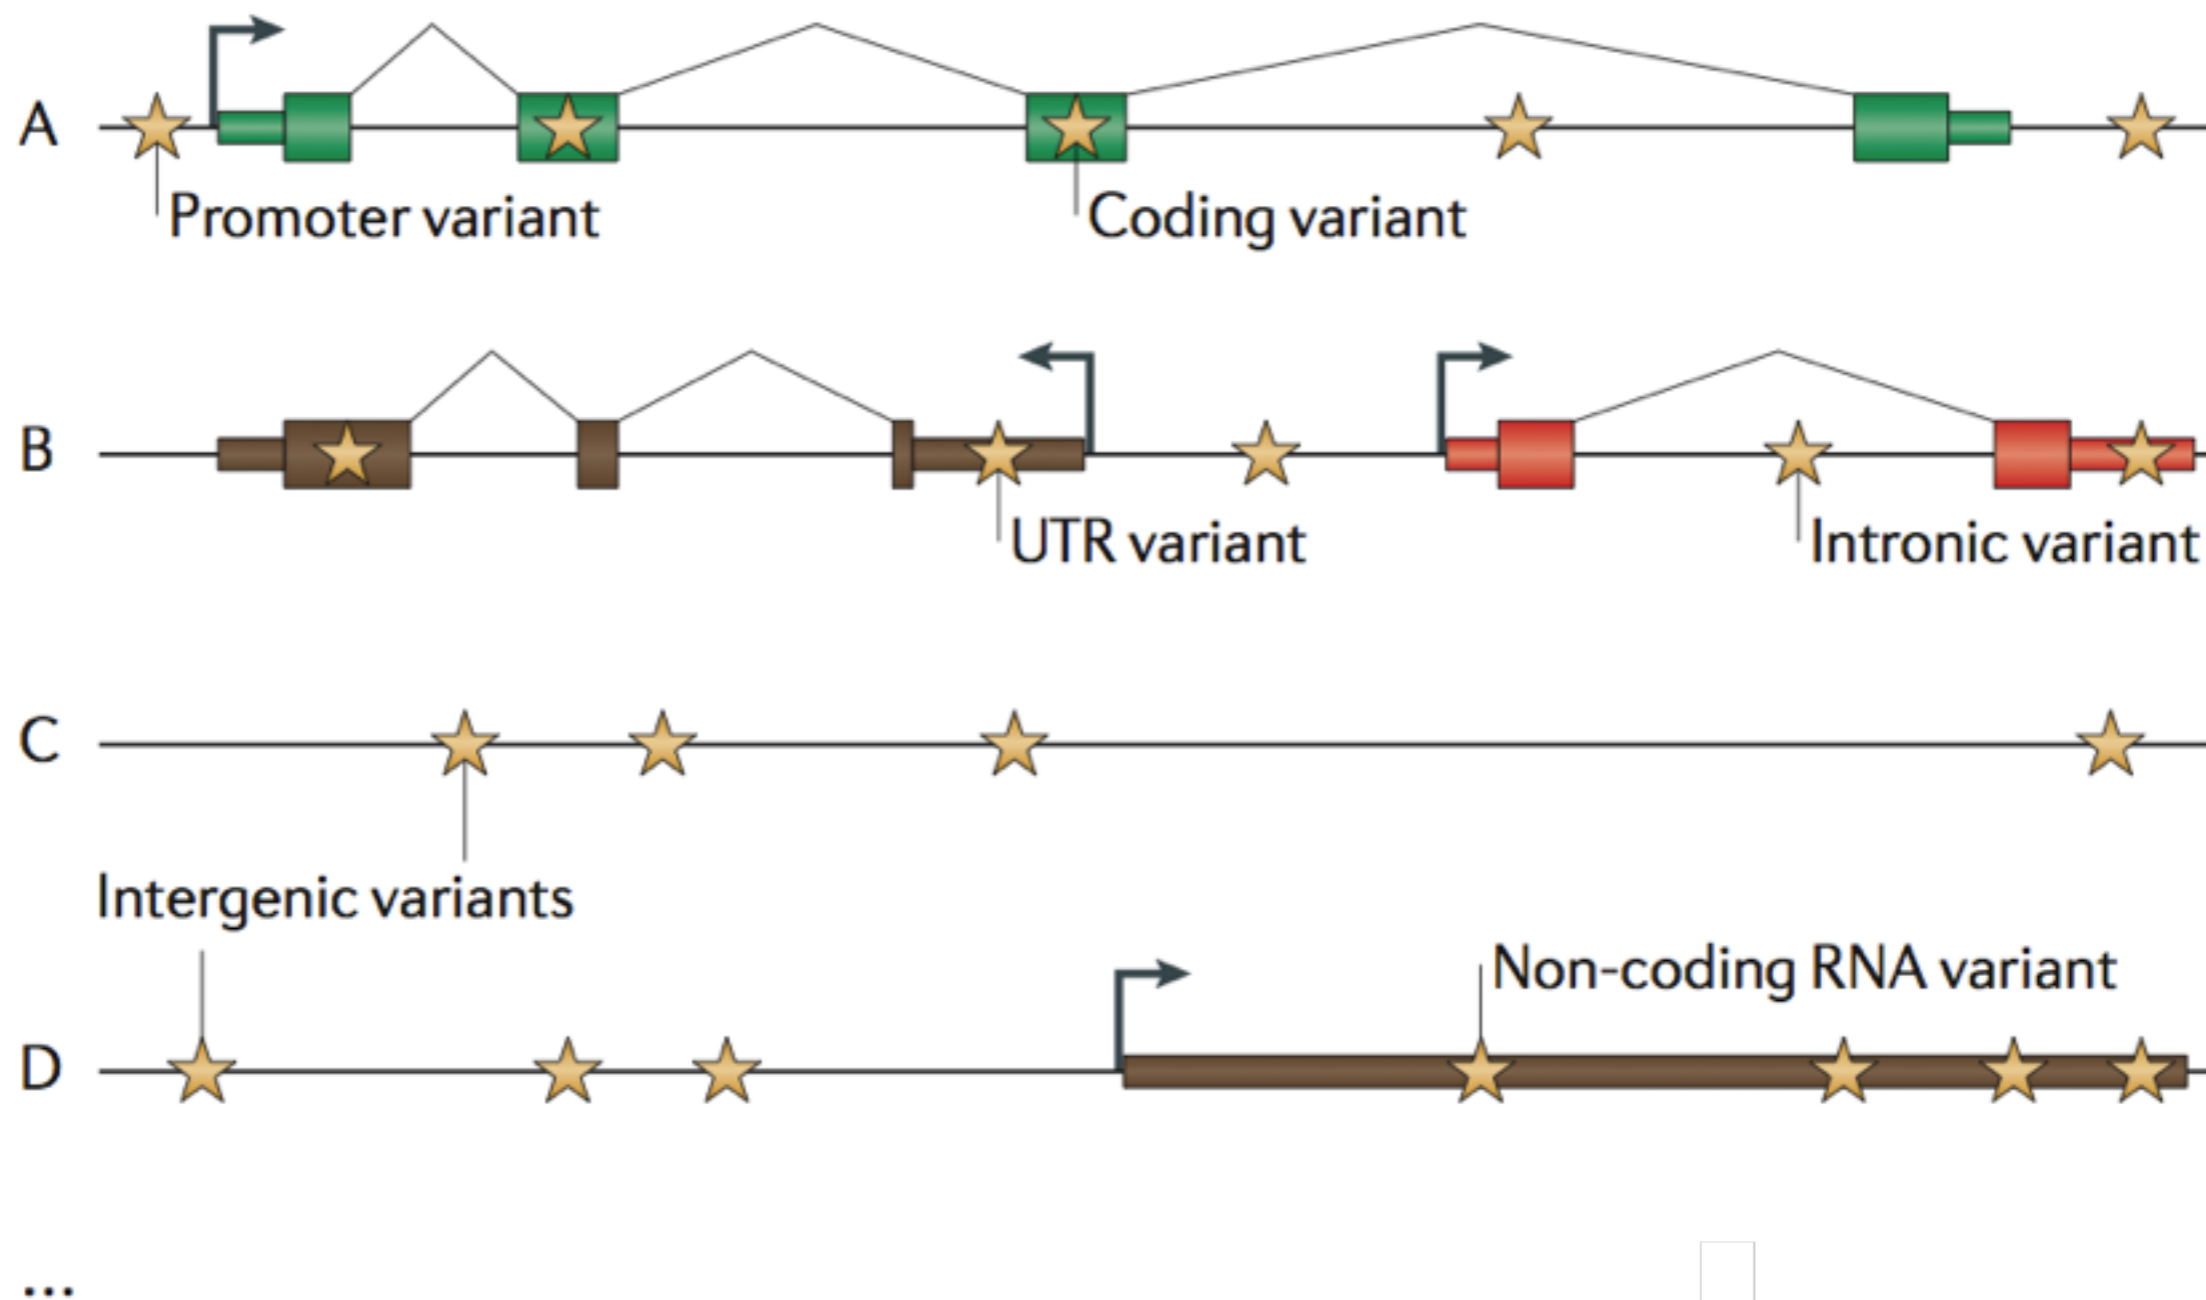 A
Promoter variant
Coding variant
B
UTR variant
Intronic variant
C
Intergenic variants
Non-coding RNA variant
D
...